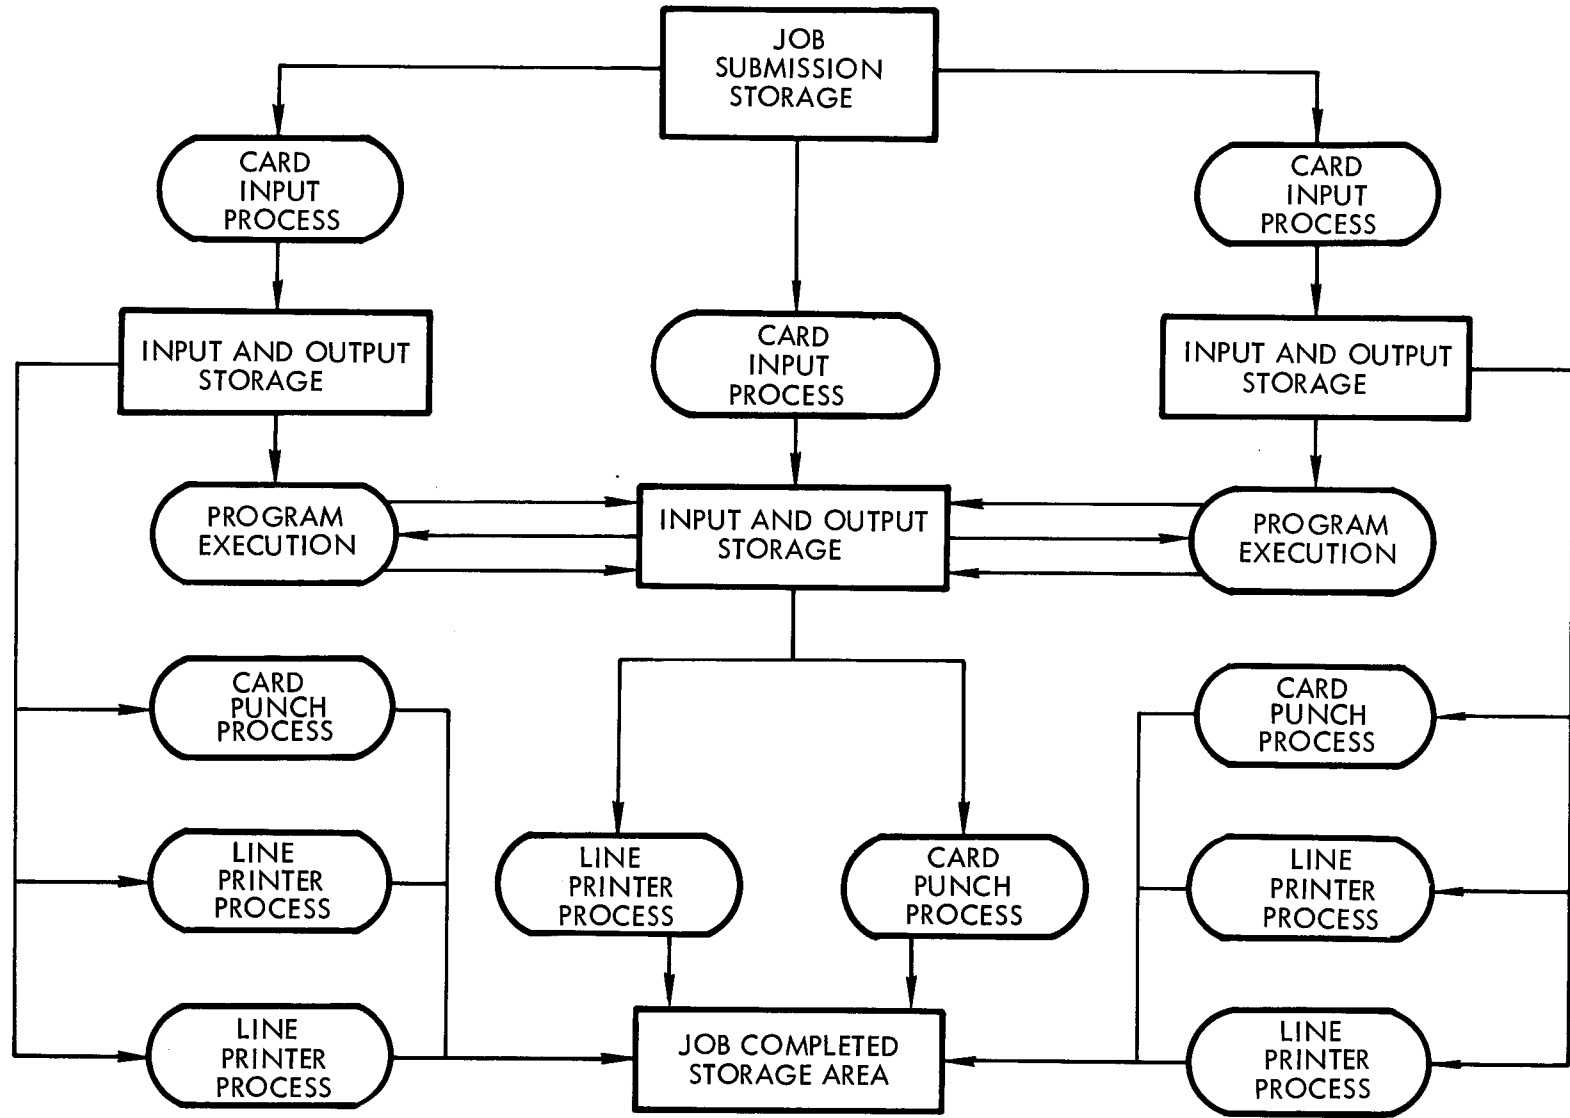 JOB
SUBMISSION
STORAGE
CARD
INPUT
PROCESS
CARD
INPUT
PROCESS
INPUT AND OUTPUT
STORAGE
CARD
INPUT
PROCESS
INPUT AND OUTPUT
STORAGE
PROGRAM
EXECUTION
INPUT AND OUTPUT
STORAGE
PROGRAM
EXECUTION
CARD
PUNCH
PROCESS
CARD
PUNCH
PROCESS
LINE
PRINTER
PROCESS
LINE
PRINTER
PROCESS
CARD
PUNCH
PROCESS
LINE
PRINTER
PROCESS
LINE
PRINTER
PROCESS
JOB COMPLETED
STORAGE AREA
LINE
PRINTER
PROCESS